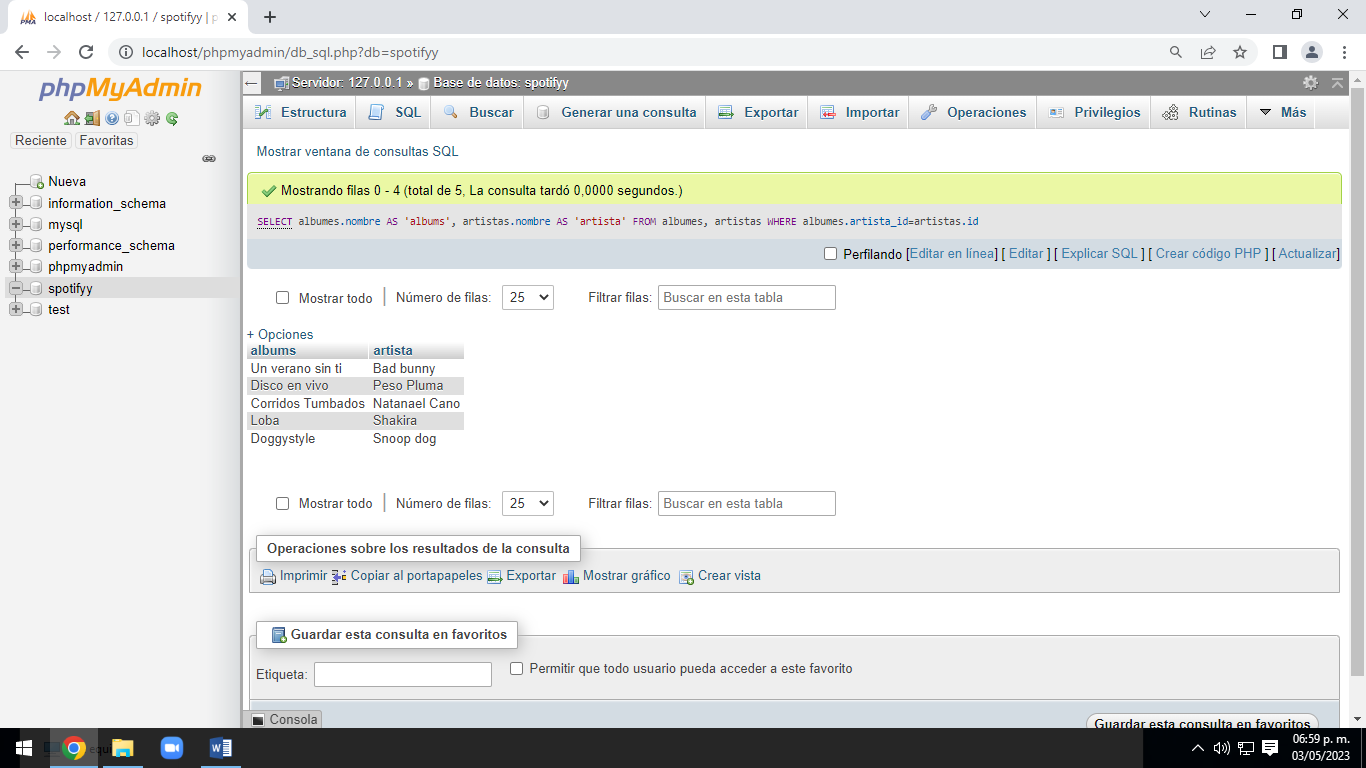 localhost / 127.0.0.1 / spotifyy | p
localhost/phpmyadmin/db_sql.php?db=spotifyy
phpMyAdmin
Reciente Favoritas
Nueva
information_schema
mysql
performance_schema
phpmyadmin
spotifyy
test
Servidor: 127.0.0.1 » Base de datos: spotifyy
Estructura SQL Buscar Generar una consulta Exportar Importar Operaciones Privilegios Rutinas Más
Mostrar ventana de consultas SQL
Mostrando filas 0 - 4 (total de 5, La consulta tardó 0,0000 segundos.)
SELECT albumes.nombre AS 'albums', artistas.nombre AS 'artista' FROM albumes, artistas WHERE albumes.artista_id=artistas.id
Perfilando [Editar en línea] [ Editar ] [ Explicar SQL ] [ Crear código PHP ] [ Actualizar]
Mostrar todo | Número de filas: 25 Filtrar filas: Buscar en esta tabla
+ Opciones
albums artista
Un verano sin ti Bad bunny
Disco en vivo Peso Pluma
Corridos Tumbados Natanael Cano
Loba Shakira
Doggystyle Snoop dog
Mostrar todo | Número de filas: 25 Filtrar filas: Buscar en esta tabla
Operaciones sobre los resultados de la consulta
Imprimir Copiar al portapapeles Exportar Mostrar gráfico Crear vista
Guardar esta consulta en favoritos
Etiqueta: Permitir que todo usuario pueda acceder a este favorito
Consola
Guardar esta consulta en favoritos
06:59 p. m.
03/05/2023